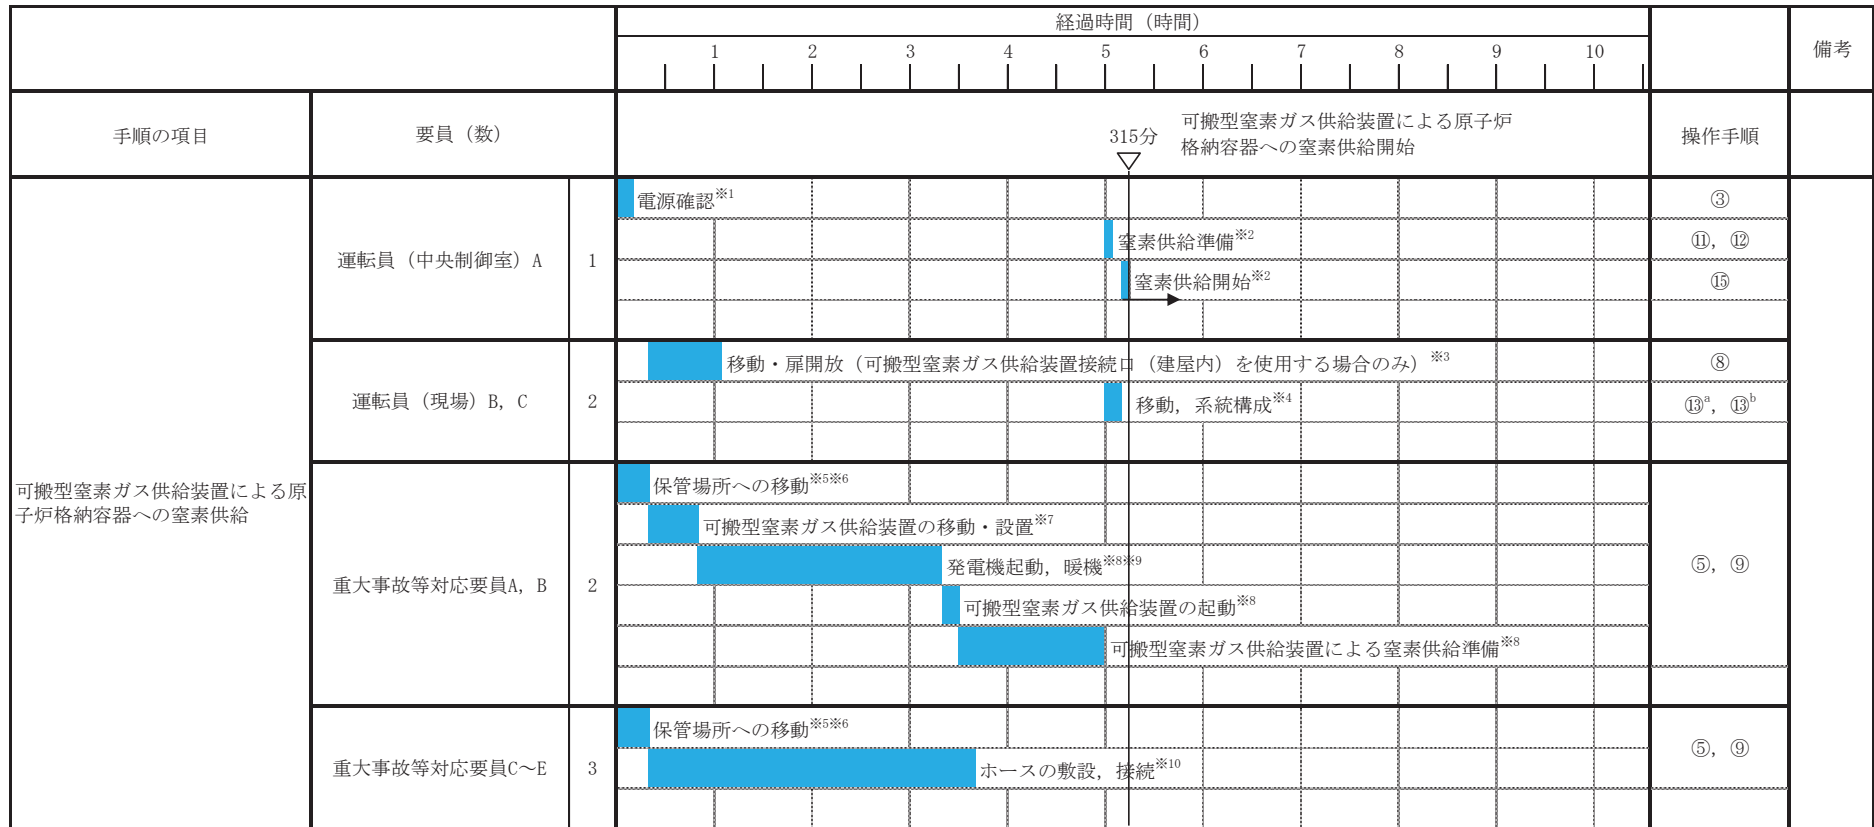 経過時間（時間）
1 2 3 4 5 6 7 8 9 10
備考
手順の項目
要員（数）
315分
可搬型窒素ガス供給装置による原子炉
格納容器への窒素供給開始
操作手順
可搬型窒素ガス供給装置による原
子炉格納容器への窒素供給
運転員（中央制御室）A
1
電源確認※1
③
窒素供給準備※2
⑪，⑫
窒素供給開始※2
⑮
運転員（現場）B，C
2
移動・扉開放（可搬型窒素ガス供給装置接続口（建屋内）を使用する場合のみ）※3
⑧
移動，系統構成※4
⑬a，⑬b
重大事故等対応要員A，B
2
保管場所への移動※5※6
可搬型窒素ガス供給装置の移動・設置※7
発電機起動，暖機※8※9
可搬型窒素ガス供給装置の起動※8
可搬型窒素ガス供給装置による窒素供給準備※8
⑤，⑨
重大事故等対応要員C～E
3
保管場所への移動※5※6
ホースの敷設，接続※10
⑤，⑨